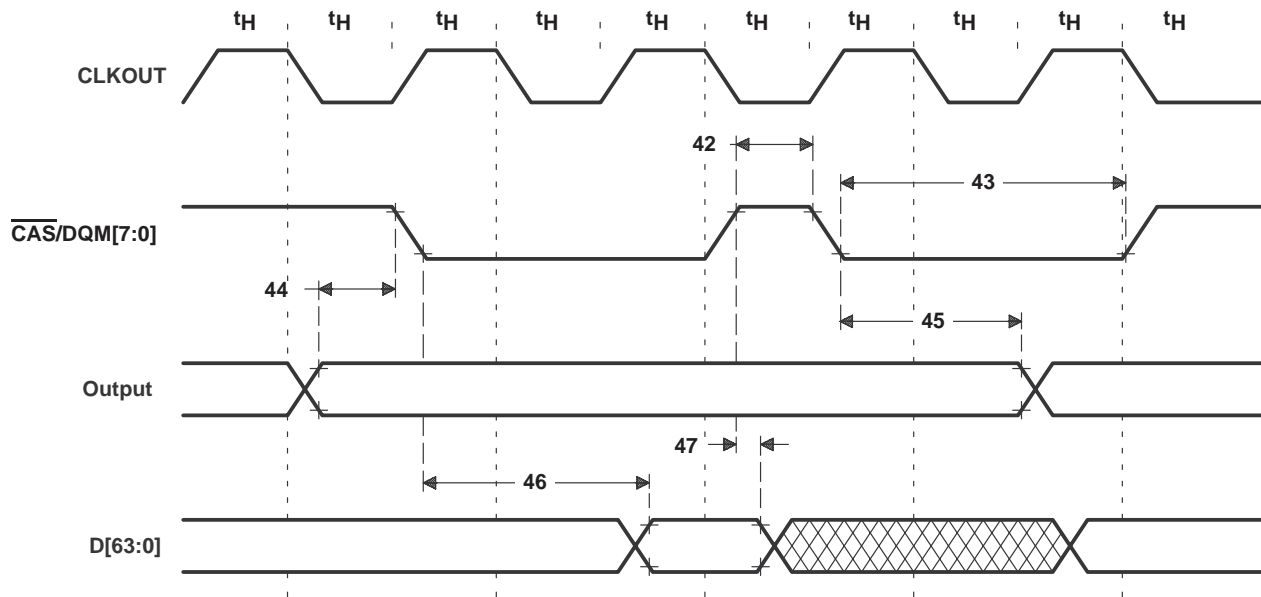 tH tH tH tH tH tH tH tH tH tH
CLKOUT
42
43
CAS/DQM[7:0]
44
45
Output
47
46
D[63:0]